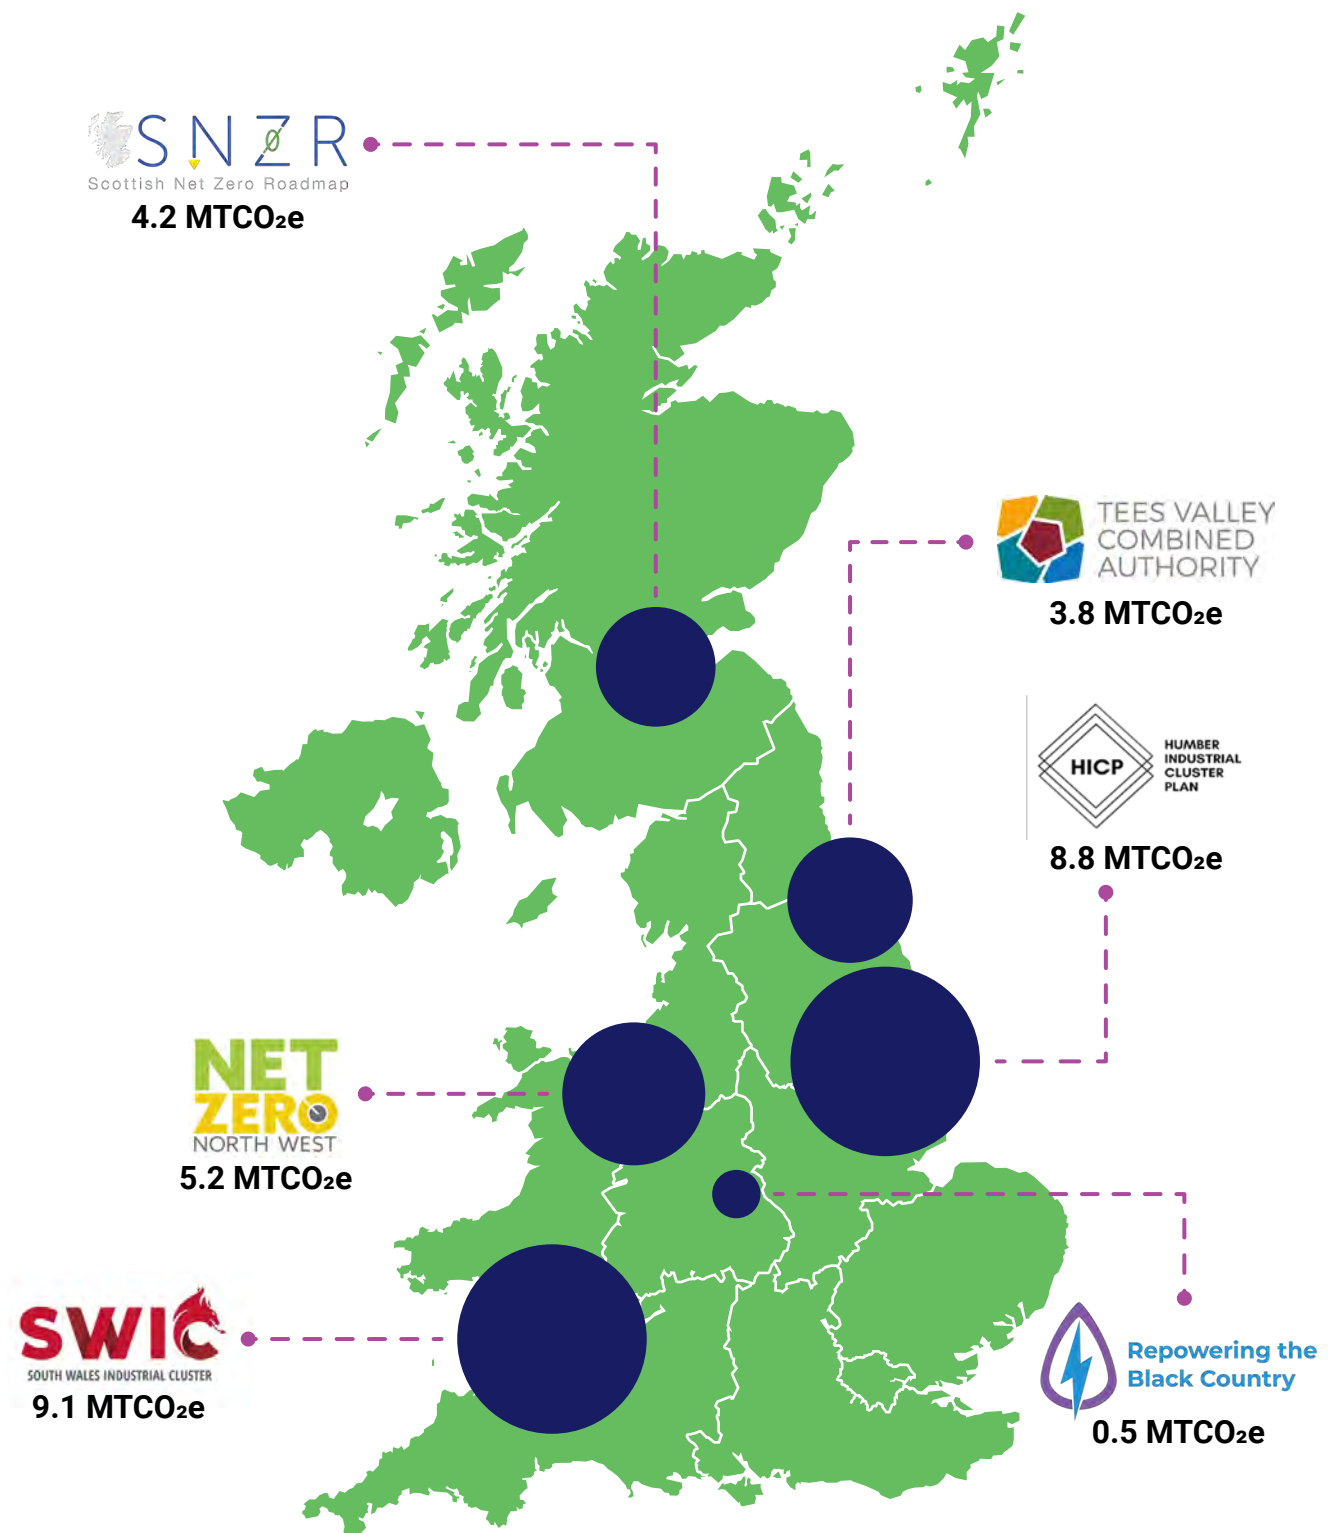 SNZR
Scottish Net Zero Roadmap
4.2 MTCO₂e
TEES VALLEY
COMBINED
AUTHORITY
3.8 MTCO₂e
HICP
HUMBER
INDUSTRIAL
CLUSTER
PLAN
8.8 MTCO₂e
NET
ZERO
NORTH WEST
5.2 MTCO₂e
SWIC
SOUTH WALES INDUSTRIAL CLUSTER
9.1 MTCO₂e
Repowering the
Black Country
0.5 MTCO₂e